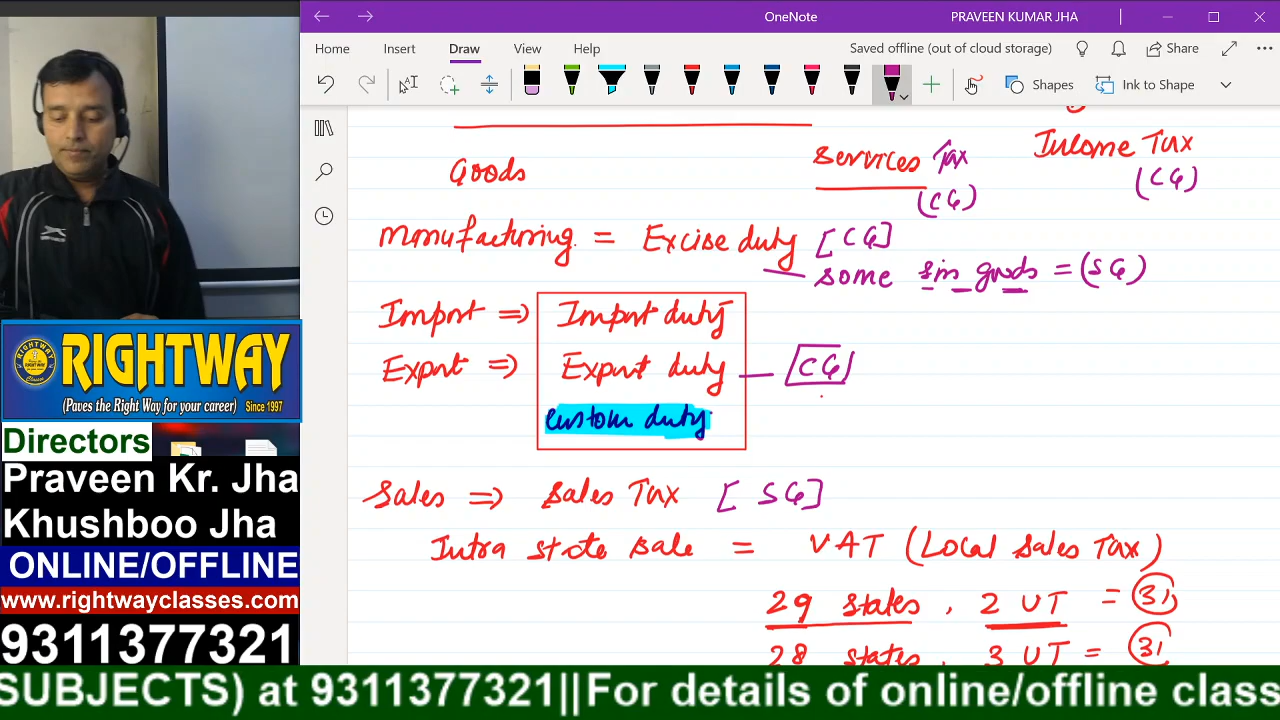 OneNote
PRAVEEN KUMAR JHA
Home Insert Draw View Help
Saved offline (out of cloud storage)
Share
Shapes
Ink to Shape
Goods
Services Tax
(CG)
Income Tax
(CG)
Manufacturing = Excise duty [CG]
some sin goods = (SG)
Import ⇒ Import duty
Export ⇒ Export duty — [CG]
Custom duty
Sales ⇒ Sales Tax [SG]
Intra state sale = VAT (Local Sales Tax)
29 states, 2 UT = 31
28 states, 3 UT = 31
RIGHTWAY
(Paves the Right Way for your career) Since 1997
Directors
Praveen Kr. Jha
Khushboo Jha
ONLINE/OFFLINE
www.rightwayclasses.com
9311377321
SUBJECTS) at 9311377321||For details of online/offline class